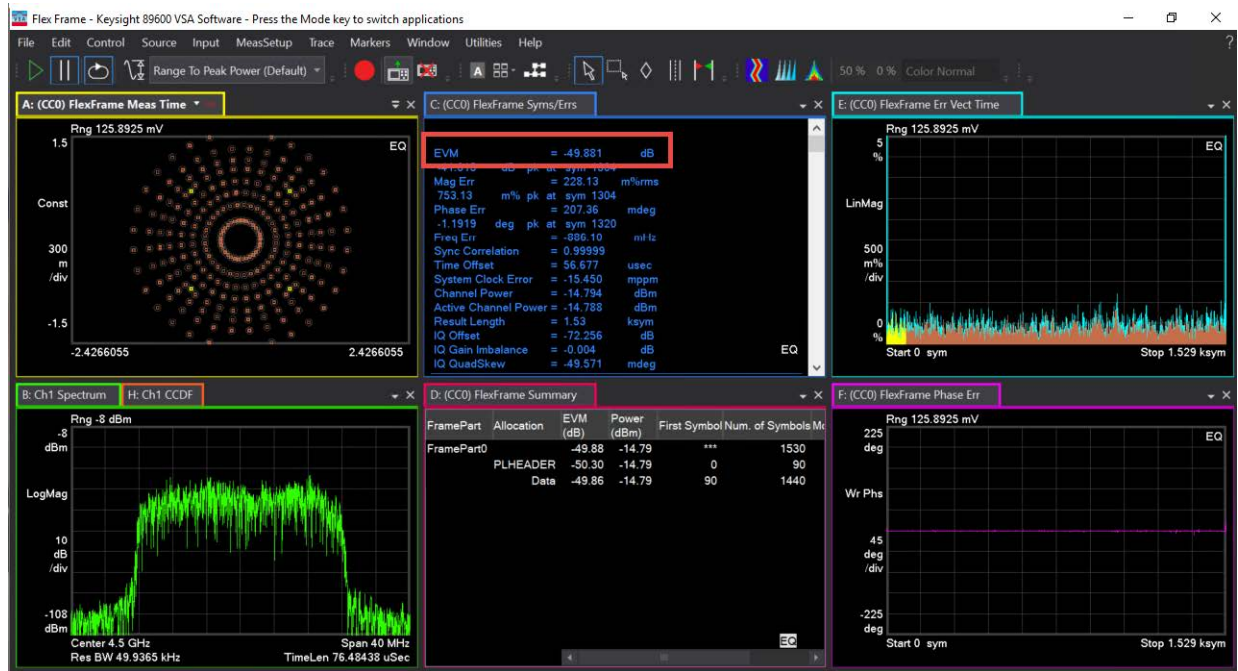 Flex Frame - Keysight 89600 VSA Software - Press the Mode key to switch applications
File Edit Control Source Input MeasSetup Trace Markers Window Utilities Help
Range To Peak Power (Default) A 50 % 0 % Color Normal
A: (CC0) FlexFrame Meas Time
Rng 125.8925 mV
1.5
EQ
Const
300
m
/div
-1.5
-2.4266055 2.4266055
C: (CC0) FlexFrame Syms/Errs
EVM = -49.881 dB
dB pk at sym 1304
Mag Err = 228.13 m%rms
753.13 m% pk at sym 1304
Phase Err = 207.36 mdeg
-1.1919 deg pk at sym 1320
Freq Err = -886.10 mHz
Sync Correlation = 0.99999
Time Offset = 56.677 usec
System Clock Error = -15.450 mppm
Channel Power = -14.794 dBm
Active Channel Power = -14.788 dBm
Result Length = 1.53 ksym
IQ Offset = -72.256 dB
IQ Gain Imbalance = -0.004 dB
IQ QuadSkew = -49.571 mdeg
EQ
E: (CC0) FlexFrame Err Vect Time
Rng 125.8925 mV
5
%
EQ
LinMag
500
m%
/div
0
%
Start 0 sym Stop 1.529 ksym
B: Ch1 Spectrum H: Ch1 CCDF
Rng -8 dBm
-8
dBm
LogMag
10
dB
/div
-108
dBm
Center 4.5 GHz Span 40 MHz
Res BW 49.9365 kHz TimeLen 76.48438 uSec
D: (CC0) FlexFrame Summary
FramePart Allocation EVM (dB) Power (dBm) First Symbol Num. of Symbols
FramePart0 -49.88 -14.79 *** 1530
PLHEADER -50.30 -14.79 0 90
Data -49.86 -14.79 90 1440
EQ
F: (CC0) FlexFrame Phase Err
Rng 125.8925 mV
225
deg
EQ
Wr Phs
45
deg
/div
-225
deg
Start 0 sym Stop 1.529 ksym